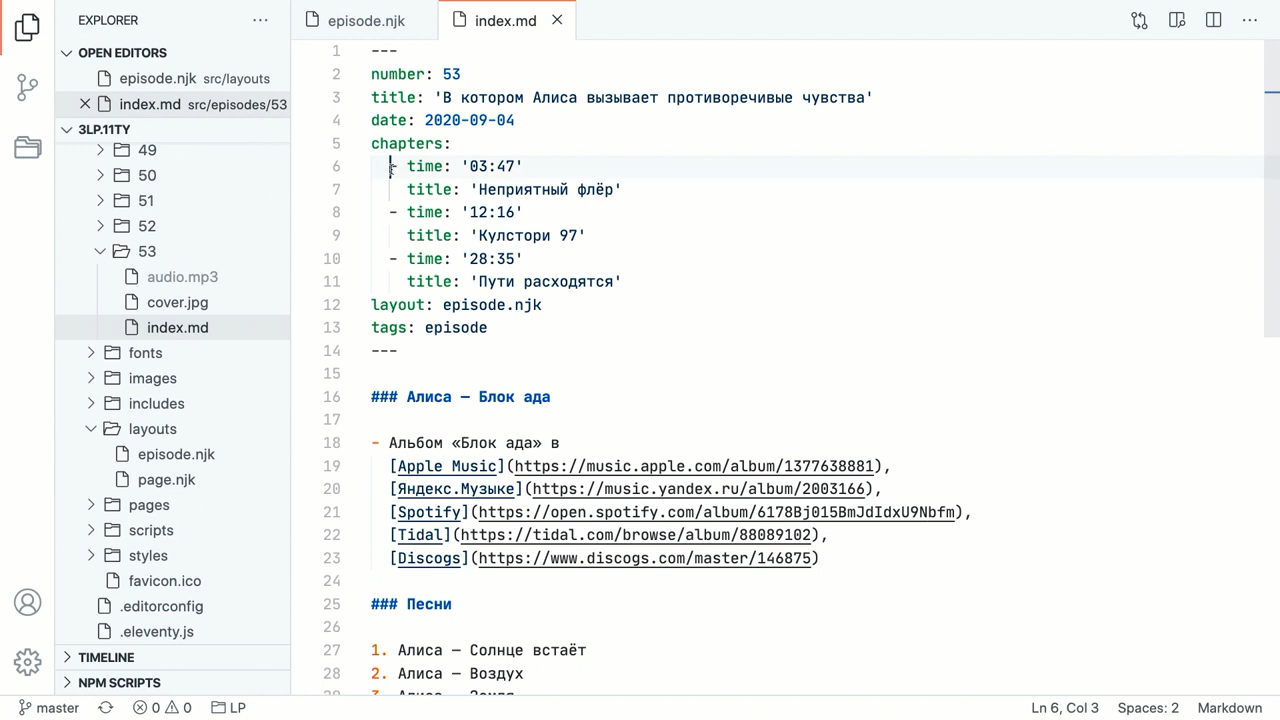 EXPLORER
OPEN EDITORS
episode.njk src/layouts
index.md src/episodes/53
3LP.11TY
49
50
51
52
53
audio.mp3
cover.jpg
index.md
fonts
images
includes
layouts
episode.njk
page.njk
pages
scripts
styles
favicon.ico
.editorconfig
.eleventy.js
TIMELINE
NPM SCRIPTS
episode.njk
index.md
1 ---
2 number: 53
3 title: 'В котором Алиса вызывает противоречивые чувства'
4 date: 2020-09-04
5 chapters:
6 - time: '03:47'
7 title: 'Неприятный флёр'
8 - time: '12:16'
9 title: 'Кулстори 97'
10 - time: '28:35'
11 title: 'Пути расходятся'
12 layout: episode.njk
13 tags: episode
14 ---
15
16 ### Алиса — Блок ада
17
18 - Альбом «Блок ада» в
19 [Apple Music](https://music.apple.com/album/1377638881),
20 [Яндекс.Музыке](https://music.yandex.ru/album/2003166),
21 [Spotify](https://open.spotify.com/album/6178Bj015BmJdIdxU9Nbfm),
22 [Tidal](https://tidal.com/browse/album/88089102),
23 [Discogs](https://www.discogs.com/master/146875)
24
25 ### Песни
26
27 1. Алиса — Солнце встаёт
28 2. Алиса — Воздух
master
0 0
LP
Ln 6, Col 3
Spaces: 2
Markdown